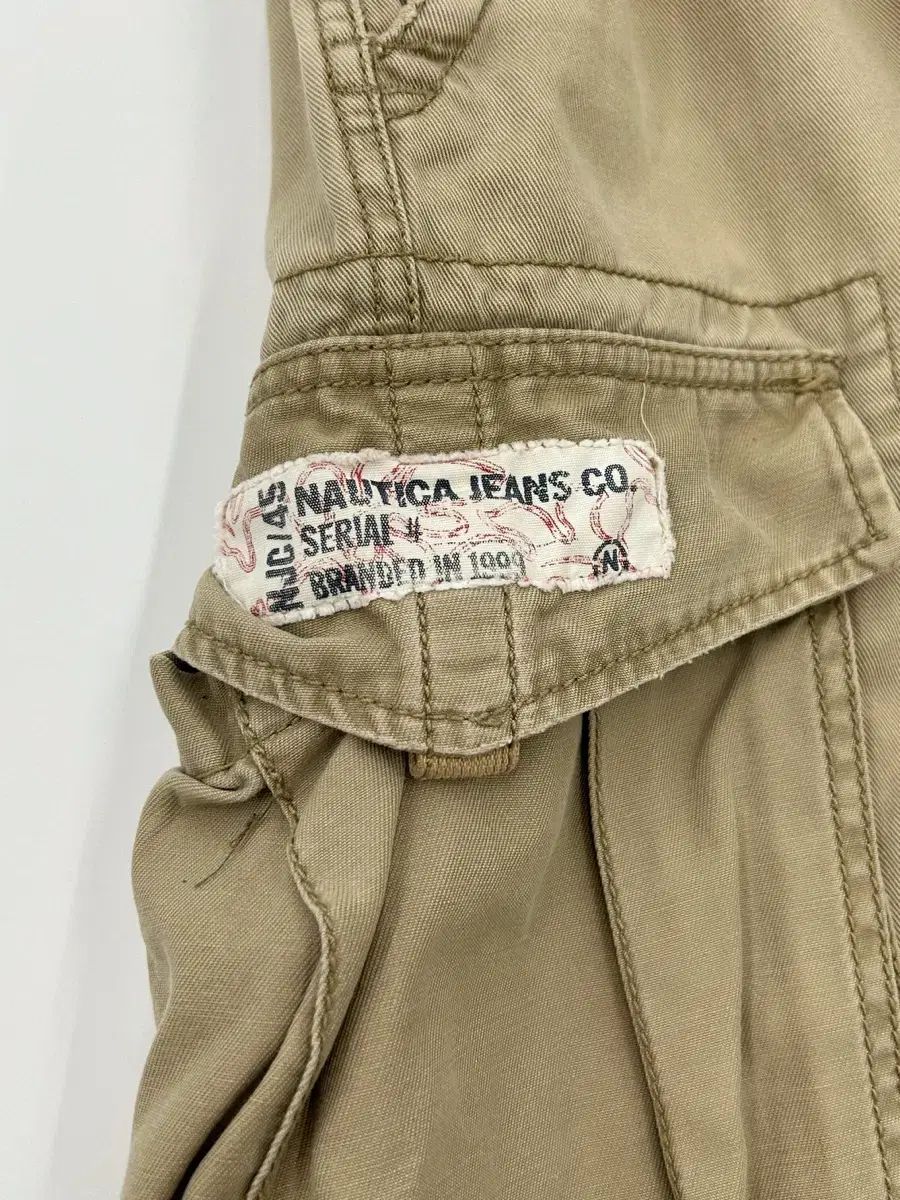 NJC/45
NAUTICA JEANS CO.
SERIAL #
BRANDED IN 1999
N